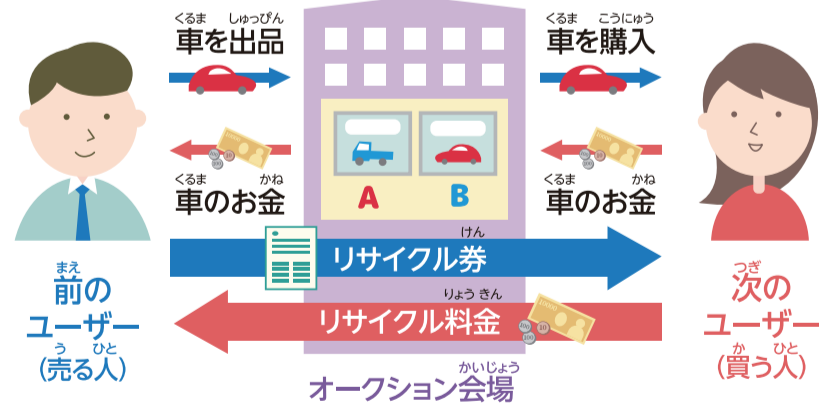 くるま しゅっぴん
車を出品
くるま こうにゅう
車を購入
くるま かね
車のお金
くるま かね
車のお金
A B
けん
リサイクル券
りょう きん
リサイクル料金
まえ
前の
ユーザー
う ひと
(売る人)
つぎ
次の
ユーザー
か ひと
(買う人)
かいじょう
オークション会場